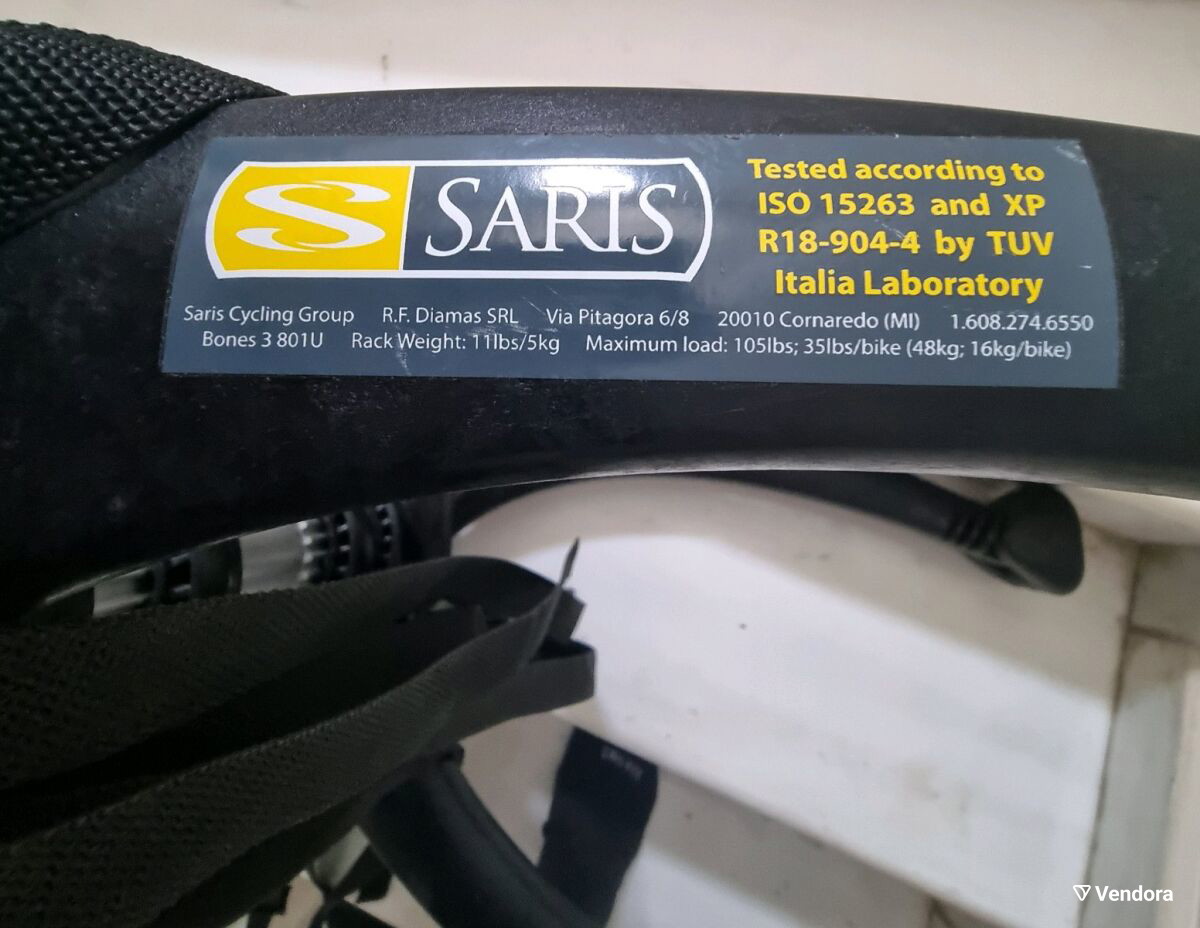 SARIS
Tested according to
ISO 15263 and XP
R18-904-4 by TUV
Italia Laboratory
Saris Cycling Group R.F. Diamas SRL Via Pitagora 6/8 20010 Cornaredo (MI) 1.608.274.6550
Bones 3 801U Rack Weight: 11lbs/5kg Maximum load: 105lbs; 35lbs/bike (48kg; 16kg/bike)
Vendora